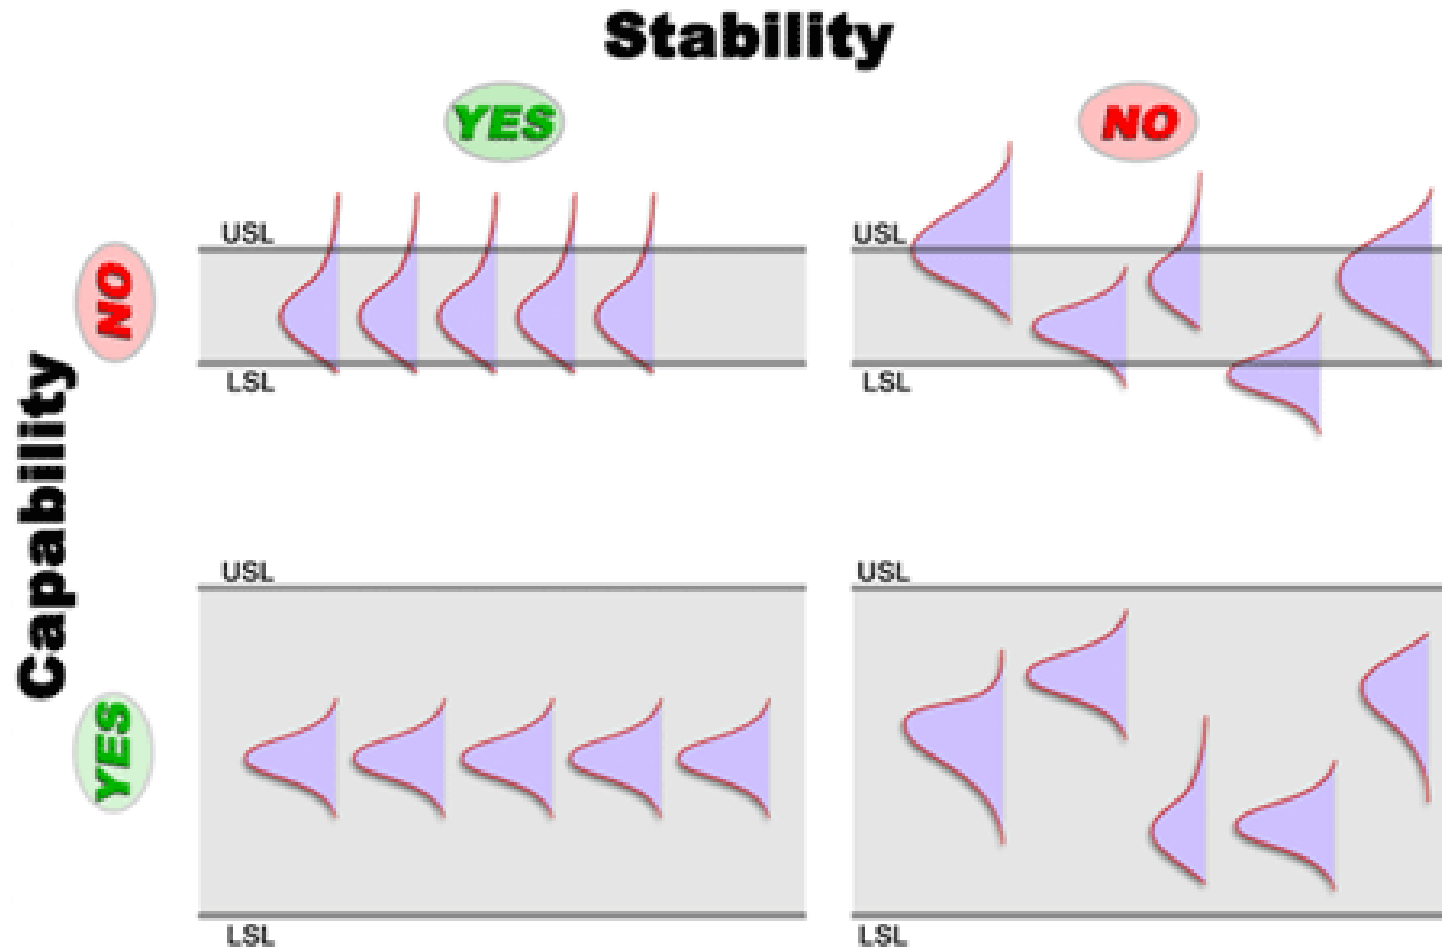 Stability
YES
NO
Capability
NO
USL
LSL
USL
LSL
YES
USL
LSL
USL
LSL